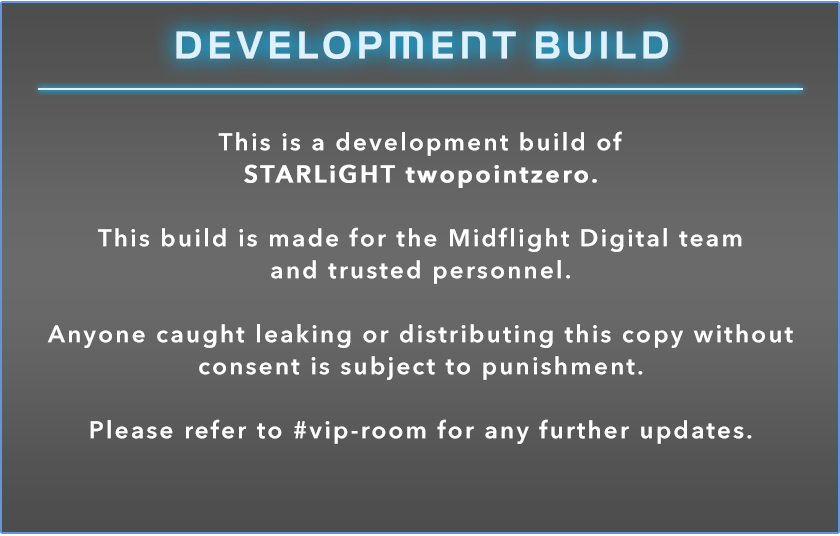 DEVELOPMENT BUILD
This is a development build of
STARLiGHT twopointzero.
This build is made for the Midflight Digital team
and trusted personnel.
Anyone caught leaking or distributing this copy without
consent is subject to punishment.
Please refer to #vip-room for any further updates.